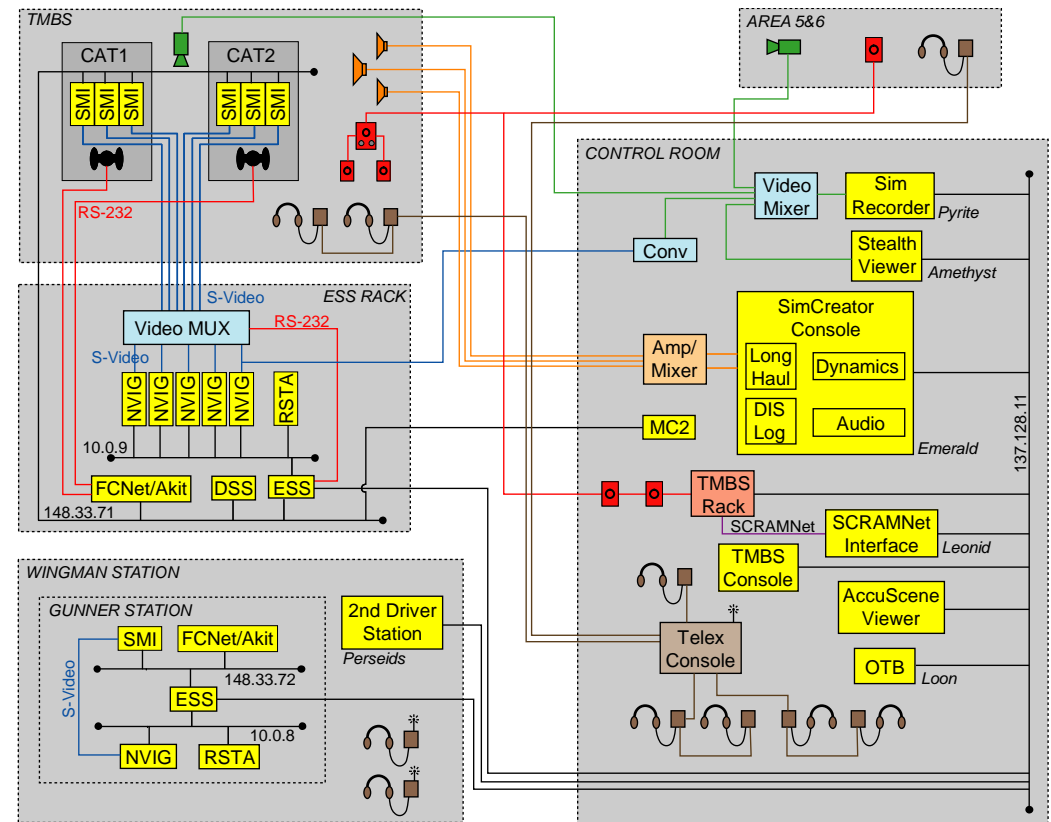 TMBS
CAT1
CAT2
SMI
SMI
SMI
SMI
SMI
SMI
RS-232
AREA 5&6
ESS RACK
S-Video
Video MUX
RS-232
S-Video
NVIG
NVIG
NVIG
NVIG
NVIG
RSTA
10.0.9
FCNet/Akit
DSS
ESS
148.33.71
WINGMAN STATION
GUNNER STATION
SMI
FCNet/Akit
148.33.72
S-Video
ESS
10.0.8
NVIG
RSTA
2nd Driver
Station
Perseids
CONTROL ROOM
Video
Mixer
Sim
Recorder
Pyrite
Conv
Stealth
Viewer
Amethyst
SimCreator
Console
Amp/
Mixer
Long
Haul
Dynamics
DIS
Log
Audio
Emerald
MC2
137.128.11
TMBS
Rack
SCRAMNet
SCRAMNet
Interface
Leonid
TMBS
Console
AccuScene
Viewer
Telex
Console
OTB
Loon